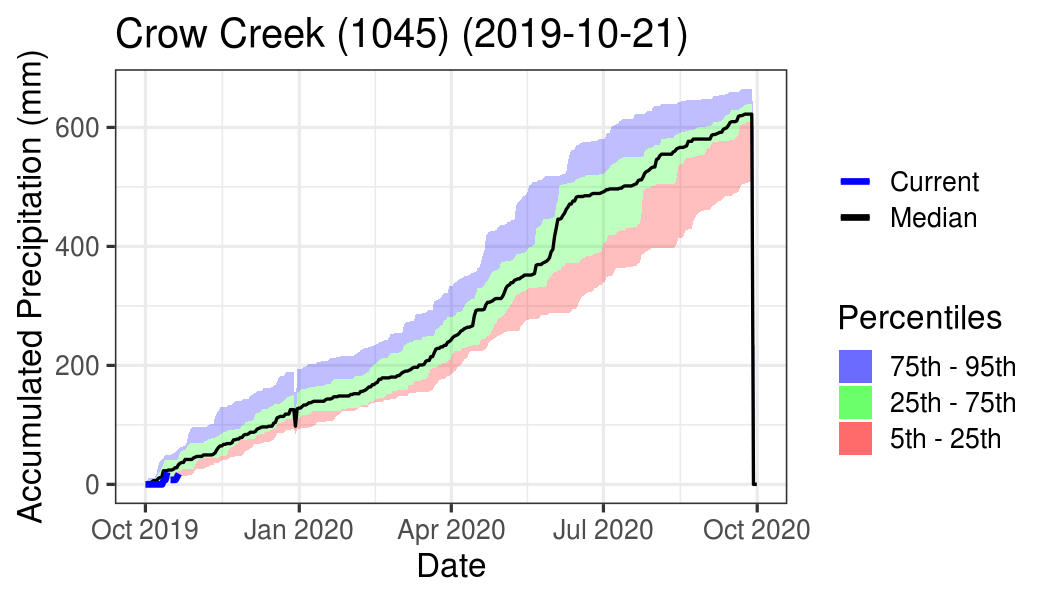 Crow Creek (1045) (2019-10-21)
Accumulated Precipitation (mm)
600
400
200
0
Oct 2019
Jan 2020
Apr 2020
Jul 2020
Oct 2020
Date
Current
Median
Percentiles
75th - 95th
25th - 75th
5th - 25th